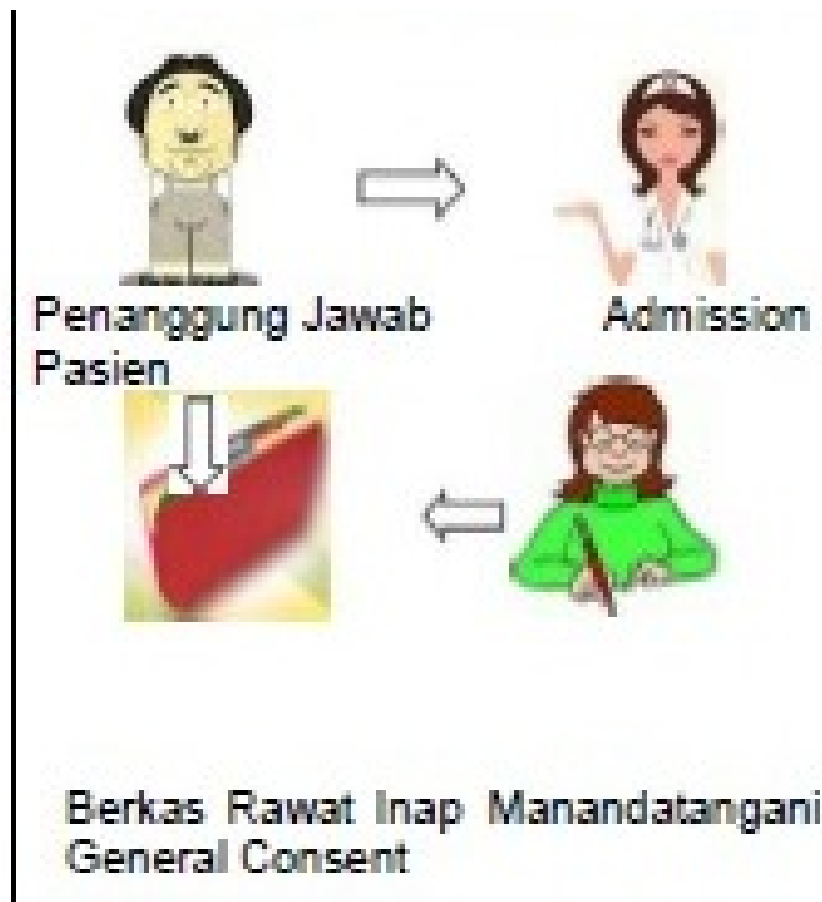 Penanggung Jawab
Pasien
Admission
Berkas Rawat Inap Manandatangani
General Consent